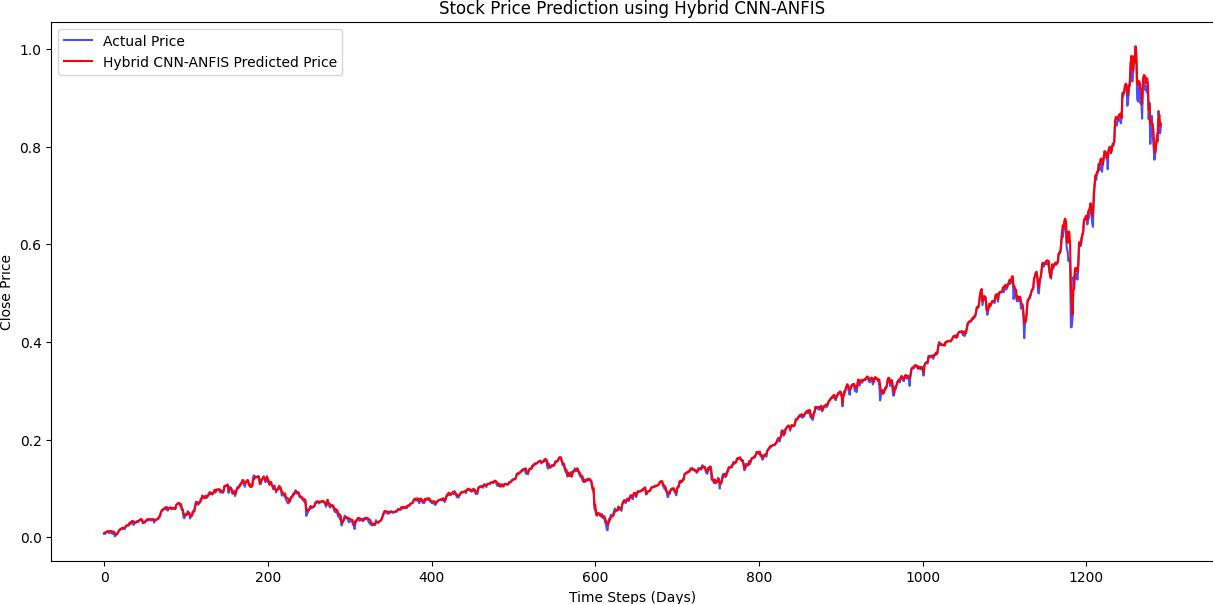 Stock Price Prediction using Hybrid CNN-ANFIS
Actual Price
Hybrid CNN-ANFIS Predicted Price
1.0
0.8
0.6
0.4
0.2
0.0
Close Price
0 200 400 600 800 1000 1200
Time Steps (Days)